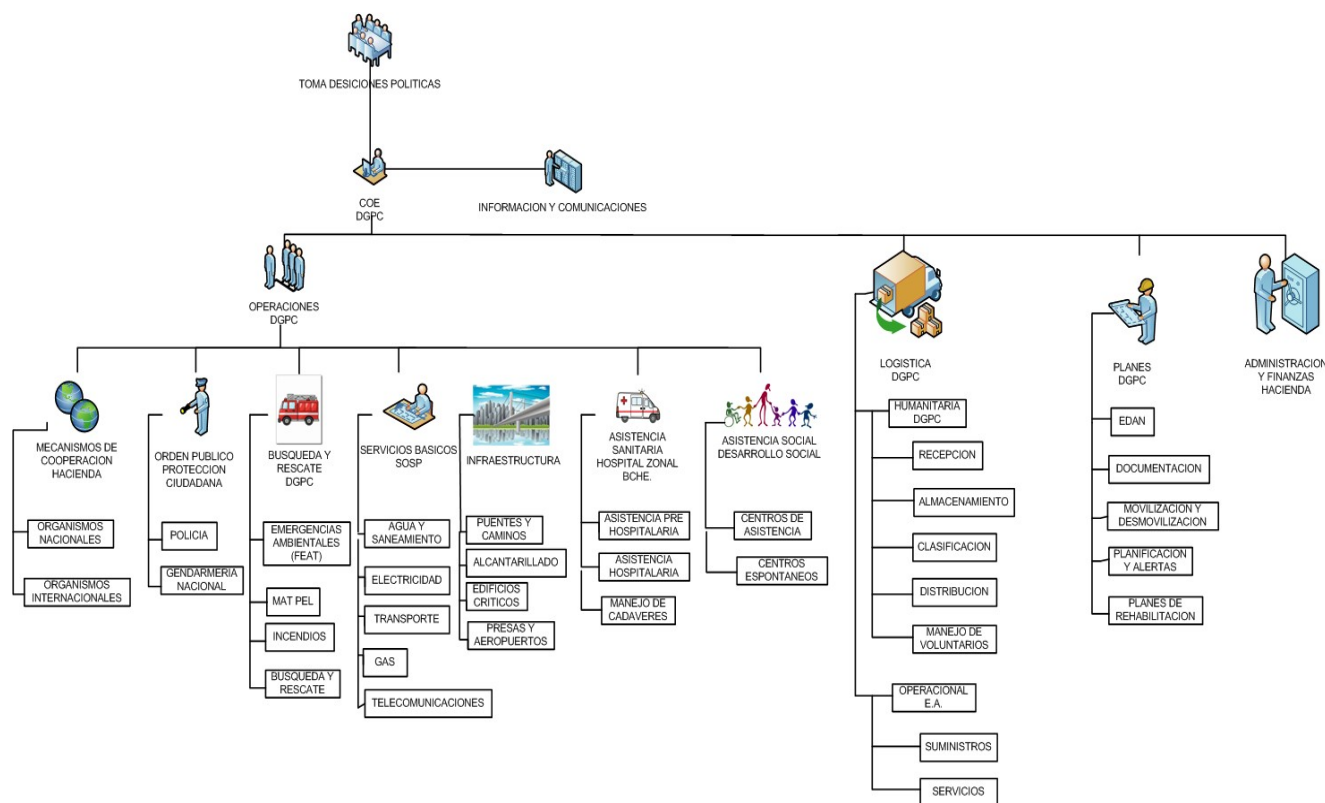 TOMA DESICIONES POLITICAS
COE
DGPC
INFORMACION Y COMUNICACIONES
OPERACIONES
DGPC
LOGISTICA
DGPC
PLANES
DGPC
ADMINISTRACION
Y FINANZAS
HACIENDA
MECANISMOS DE
COOPERACION
HACIENDA
ORGANISMOS
NACIONALES
ORGANISMOS
INTERNACIONALES
ORDEN PUBLICO
PROTECCION
CIUDADANA
POLICIA
GENDARMERIA
NACIONAL
BUSQUEDA Y
RESCATE
DGPC
EMERGENCIAS
AMBIENTALES
(FEAT)
MAT PEL
INCENDIOS
BUSQUEDA Y
RESCATE
SERVICIOS BASICOS
SOSP
AGUA Y
SANEAMIENTO
ELECTRICIDAD
TRANSPORTE
GAS
TELECOMUNICACIONES
INFRAESTRUCTURA
PUENTES Y
CAMINOS
ALCANTARILLADO
EDIFICIOS
CRITICOS
PRESAS Y
AEROPUERTOS
ASISTENCIA
SANITARIA
HOSPITAL ZONAL
BCHE.
ASISTENCIA PRE
HOSPITALARIA
ASISTENCIA
HOSPITALARIA
MANEJO DE
CADAVERES
ASISTENCIA SOCIAL
DESARROLLO SOCIAL
CENTROS DE
ASISTENCIA
CENTROS
ESPONTANEOS
HUMANITARIA
DGPC
RECEPCION
ALMACENAMIENTO
CLASIFICACION
DISTRIBUCION
MANEJO DE
VOLUNTARIOS
OPERACIONAL
E.A.
SUMINISTROS
SERVICIOS
EDAN
DOCUMENTACION
MOVILIZACION Y
DESMOVILIZACION
PLANIFICACION
Y ALERTAS
PLANES DE
REHABILITACION